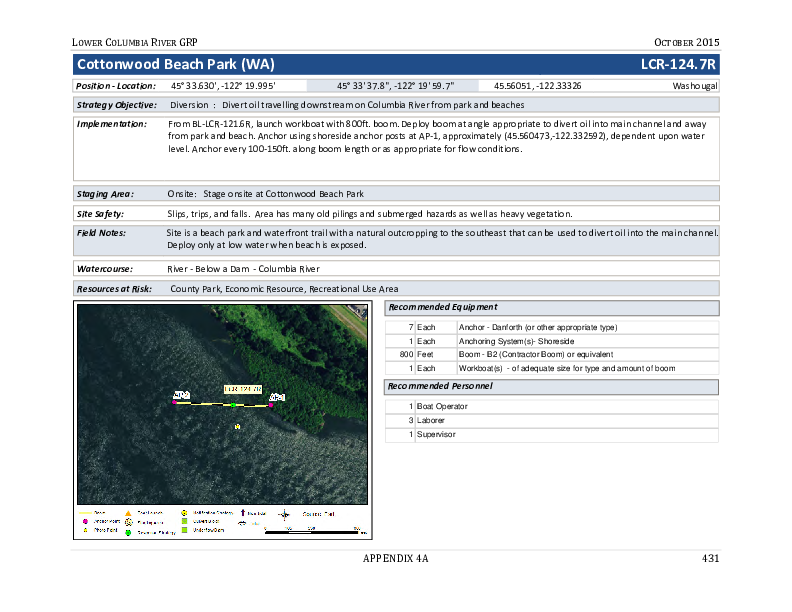 LOWER COLUMBIA RIVER GRP OCTOBER 2015
Cottonwood Beach Park (WA) LCR-124.7R
Position - Location: 45° 33.630', -122° 19.995' 45° 33'37.8", -122° 19'59.7" 45.56051, -122.33326 Washougal
Strategy Objective: Diversion : Divert oil travelling downstream on Columbia River from park and beaches
Implementation: From BL-LCR-121.6R, launch workboat with 800ft. boom. Deploy boom at angle appropriate to divert oil into main channel and away
from park and beach. Anchor using shoreside anchor posts at AP-1, approximately (45.560473,-122.332592), dependent upon water
level. Anchor every 100-150ft. along boom length or as appropriate for flow conditions.
Staging Area: Onsite: Stage onsite at Cottonwood Beach Park
Site Safety: Slips, trips, and falls. Area has many old pilings and submerged hazards as well as heavy vegetation.
Field Notes: Site is a beach park and waterfront trail with a natural outcropping to the southeast that can be used to divert oil into the main channel.
Deploy only at low water when beach is exposed.
Watercourse: River - Below a Dam - Columbia River
Resources at Risk: County Park, Economic Resource, Recreational Use Area
Recommended Equipment
7 Each Anchor - Danforth (or other appropriate type)
1 Each Anchoring System(s)- Shoreside
800 Feet Boom - B2 (Contractor Boom) or equivalent
1 Each Workboat(s) - of adequate size for type and amount of boom
Recommended Personnel
1 Boat Operator
3 Laborer
1 Supervisor
LCR-124.7R
Anchor Point
Photo Point
APPENDIX 4A 431